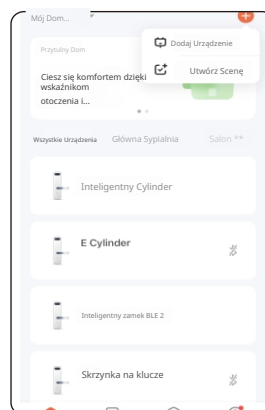 Mój Dom...
Dodaj Urządzenie
Utwórz Scenę
Przytulny Dom
Ciesz się komfortem dzięki
wskaźnikom
otoczenia i...
Wszystkie Urządzenia Główna Sypialnia Salon **
Inteligentny Cylinder
E Cylinder
Inteligentny zamek BLE 2
Skrzynka na klucze